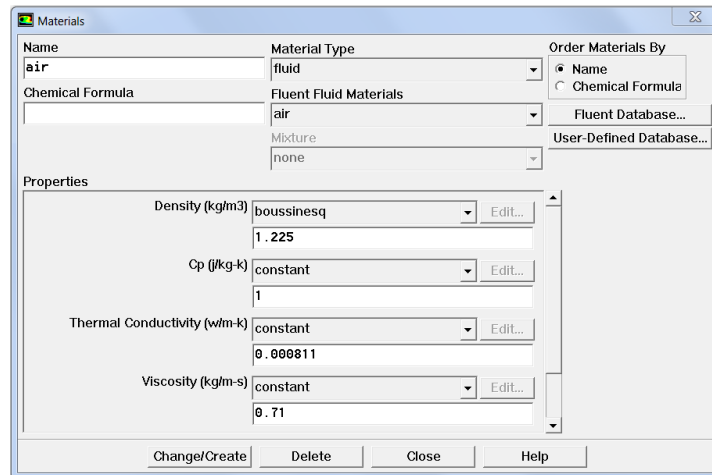 Materials
Name
air
Material Type
fluid
Order Materials By
Name
Chemical Formula
Chemical Formula
Fluent Fluid Materials
air
Fluent Database...
User-Defined Database...
Mixture
none
Properties
Density (kg/m3) boussinesq Edit...
1.225
Cp (j/kg-k) constant Edit...
1
Thermal Conductivity (w/m-k) constant Edit...
0.000811
Viscosity (kg/m-s) constant Edit...
0.71
Change/Create Delete Close Help